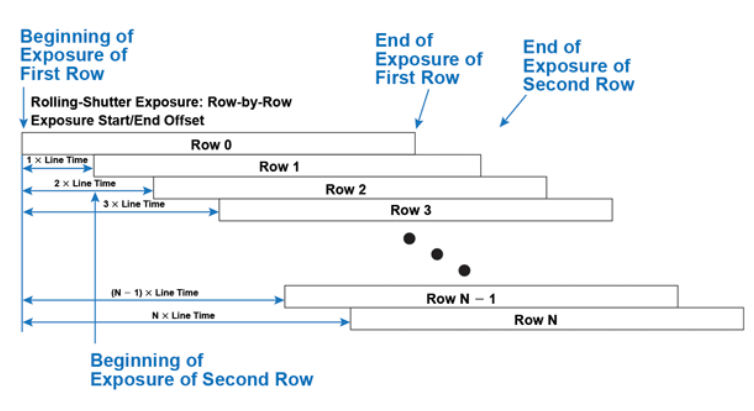 Beginning of
Exposure of
First Row
End of
Exposure of
First Row
End of
Exposure of
Second Row
Rolling-Shutter Exposure: Row-by-Row
Exposure Start/End Offset
Row 0
1 × Line Time
Row 1
2 × Line Time
Row 2
3 × Line Time
Row 3
(N − 1) × Line Time
Row N − 1
N × Line Time
Row N
Beginning of
Exposure of Second Row